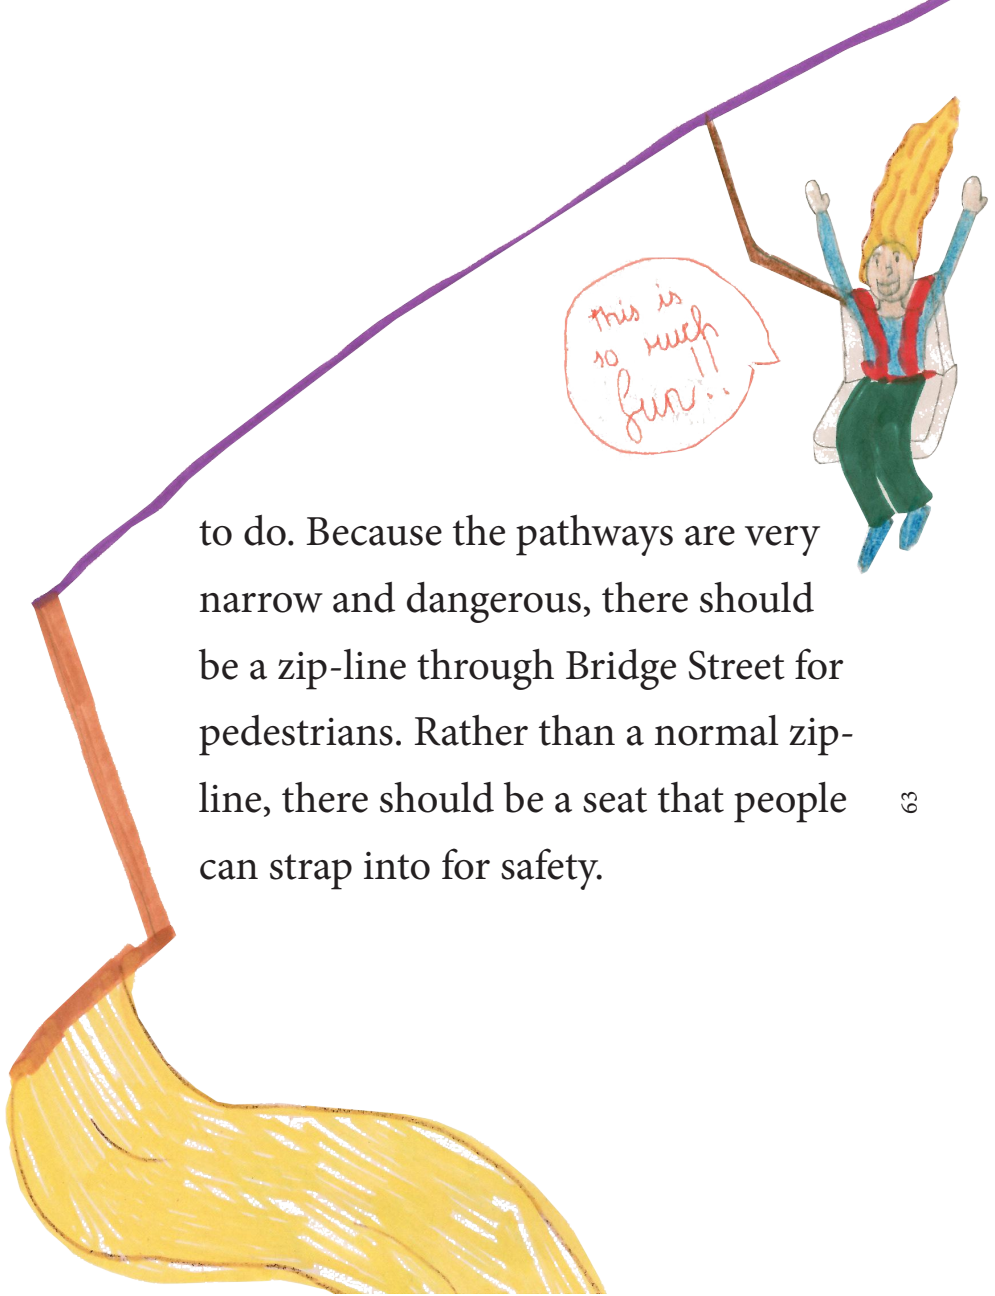 this is
so much
fun!!
to do. Because the pathways are very
narrow and dangerous, there should
be a zip-line through Bridge Street for
pedestrians. Rather than a normal zip-
line, there should be a seat that people
can strap into for safety.
63